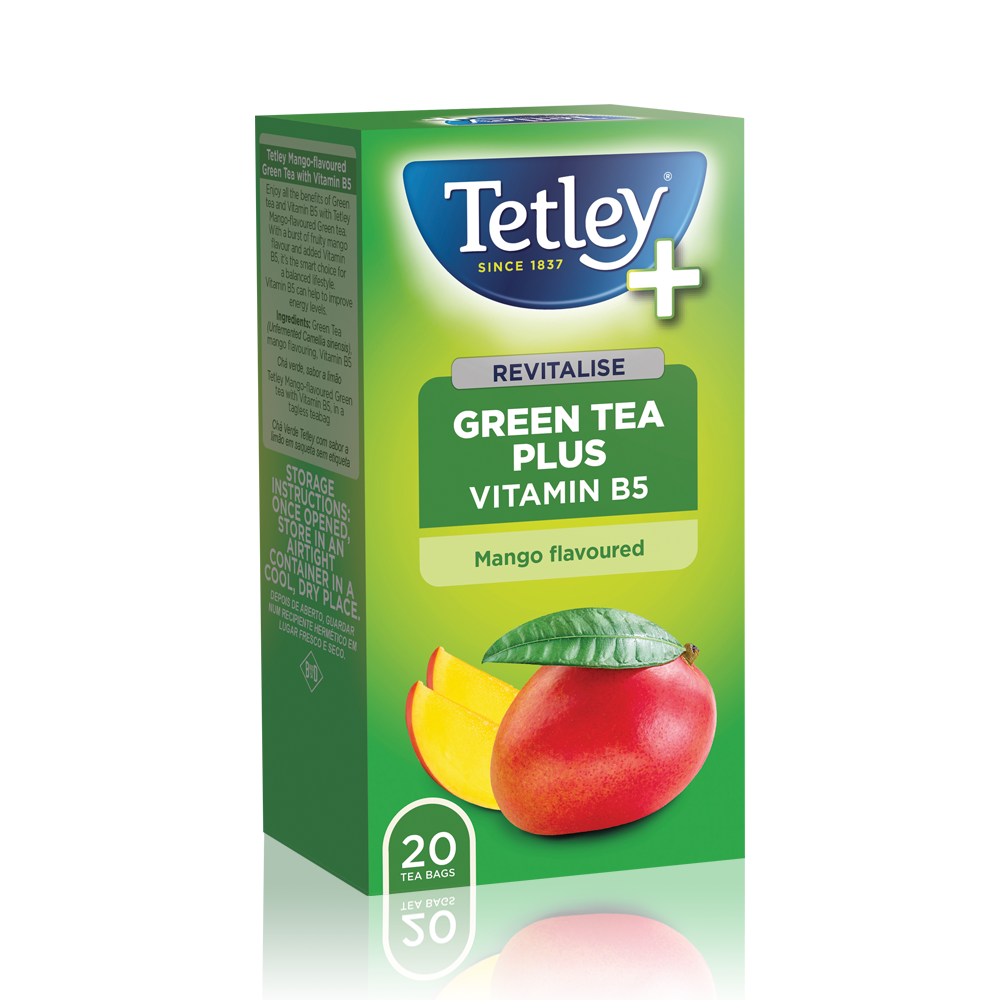 Tetley®
SINCE 1837
REVITALISE
GREEN TEA
PLUS
VITAMIN B5
Mango flavoured
20
TEA BAGS
Tetley Mango-flavoured
Green Tea with Vitamin B5
Enjoy all the benefits of Green
tea and Vitamin B5 with Tetley
Mango-flavoured Green tea.
With a burst of fruity mango
flavour and added Vitamin
B5, it's the smart choice for
a balanced lifestyle.
Vitamin B5 can help to improve
energy levels.
Ingredients: Green Tea
(Unfermented Camellia sinensis),
mango flavouring, Vitamin B5
Chá verde, sabor a limão
Tetley Mango-flavoured Green
tea with Vitamin B5, in a
tagless teabag
Chá Verde Tetley com sabor a
limão em saqueta sem etiqueta
STORAGE
INSTRUCTIONS:
ONCE OPENED,
STORE IN AN
AIRTIGHT
CONTAINER IN A
COOL, DRY PLACE.
DEPOIS DE ABERTO, GUARDAR
NUM RECIPIENTE HERMÉTICO EM
LUGAR FRESCO E SECO.